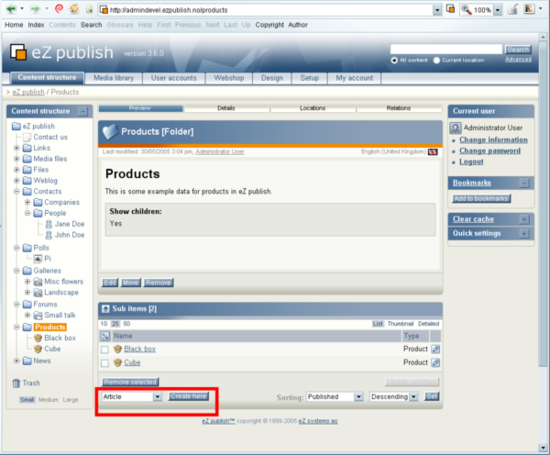 http://admindevel.ezpublish.no/products
100%
Home Index Contents Search Glossary Help First Previous Next Last Up Copyright Author
eZ publish version 3.6.0
Search
All content Current location Advanced
Content structure Media library User accounts Webshop Design Setup My account
> eZ publish / Products
Content structure
eZ publish
Contact us
Links
Media files
Files
Weblog
Contacts
Companies
People
Jane Doe
John Doe
Polls
Pi
Galleries
Misc flowers
Landscape
Forums
Small talk
Products
Black box
Cube
News
Trash
Small Medium Large
Preview Details Locations Relations
Products [Folder]
Last modified: 30/05/2005 3:04 pm, Administrator User English (United Kingdom)
Products
This is some example data for products in eZ publish.
Show children:
Yes
Edit Move Remove
Sub items [2]
10 25 50 List Thumbnail Detailed
Name Type
Black box Product
Cube Product
Remove selected
Article Create here Sorting: Published Descending Set
Current user
Administrator User
Change information
Change password
Logout
Bookmarks
Add to bookmarks
Clear cache
Quick settings
eZ publish™ copyright © 1999-2005 eZ systems as